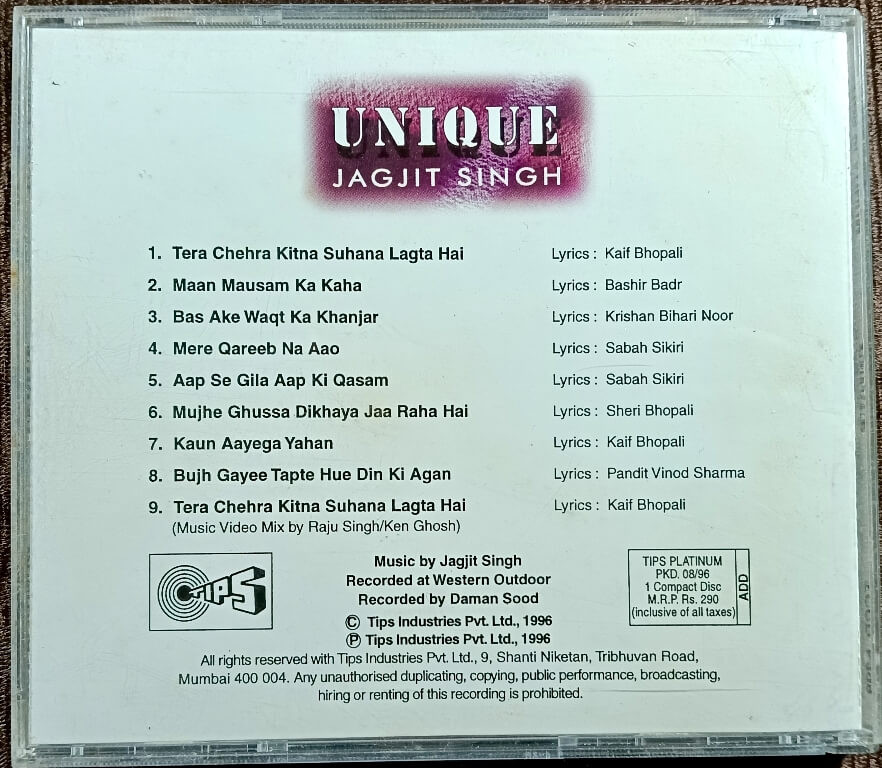 UNIQUE
JAGJIT SINGH
1. Tera Chehra Kitna Suhana Lagta Hai Lyrics : Kaif Bhopali
2. Maan Mausam Ka Kaha Lyrics : Bashir Badr
3. Bas Ake Waqt Ka Khanjar Lyrics : Krishan Bihari Noor
4. Mere Qareeb Na Aao Lyrics : Sabah Sikiri
5. Aap Se Gila Aap Ki Qasam Lyrics : Sabah Sikiri
6. Mujhe Ghussa Dikhaya Jaa Raha Hai Lyrics : Sheri Bhopali
7. Kaun Aayega Yahan Lyrics : Kaif Bhopali
8. Bujh Gayee Tapte Hue Din Ki Agan Lyrics : Pandit Vinod Sharma
9. Tera Chehra Kitna Suhana Lagta Hai Lyrics : Kaif Bhopali
(Music Video Mix by Raju Singh/Ken Ghosh)
TIPS
Music by Jagjit Singh
Recorded at Western Outdoor
Recorded by Daman Sood
© Tips Industries Pvt. Ltd., 1996
℗ Tips Industries Pvt. Ltd., 1996
TIPS PLATINUM
PKD. 08/96
1 Compact Disc
M.R.P. Rs. 290
(inclusive of all taxes)
ADD
All rights reserved with Tips Industries Pvt. Ltd., 9, Shanti Niketan, Tribhuvan Road,
Mumbai 400 004. Any unauthorised duplicating, copying, public performance, broadcasting,
hiring or renting of this recording is prohibited.